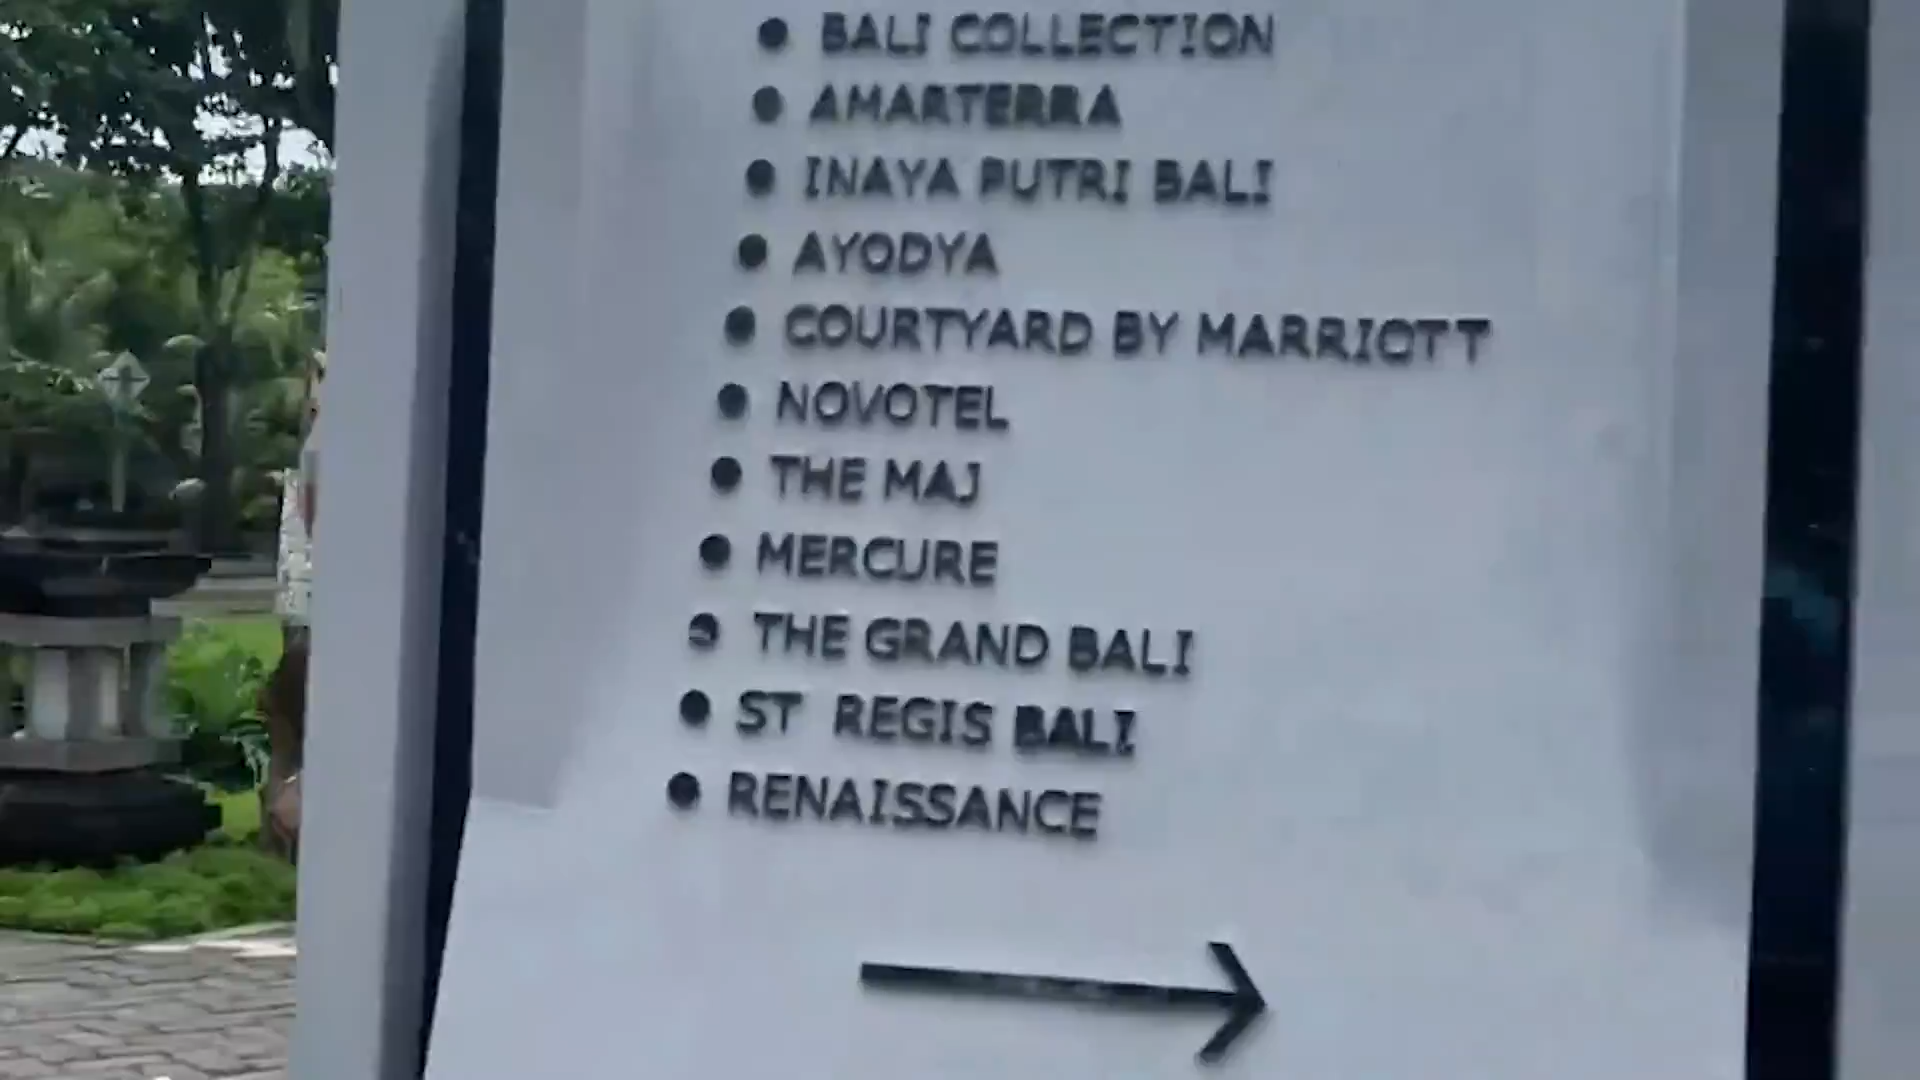 • BALI COLLECTION
• AMARTERRA
• INAYA PUTRI BALI
• AYODYA
• COURTYARD BY MARRIOTT
• NOVOTEL
• THE MAJ
• MERCURE
• THE GRAND BALI
• ST REGIS BALI
• RENAISSANCE